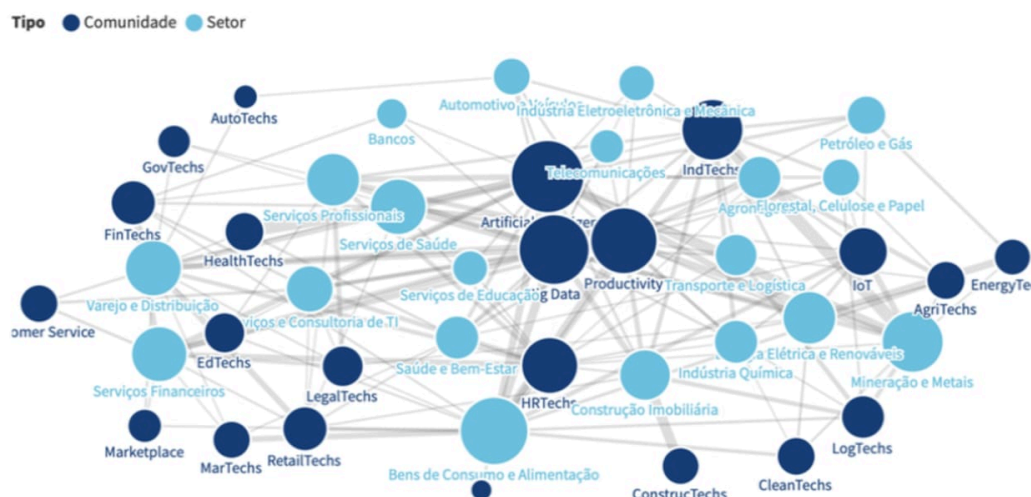 Tipo Comunidade Setor
Automotivo
Indústria Eletroeletrônica e Mecânica
AutoTechs
Bancos
Petróleo e Gás
GovTechs
Telecomunicações
IndTechs
Serviços Profissionais
Florestal, Celulose e Papel
Artificial
FinTechs
Serviços de Saúde
HealthTechs
Productivity
Transporte e Logística
IoT
EnergyTe
Serviços de Educação
ig Data
Varejo e Distribuição
AgriTechs
viços e Consultoria de TI
omer Service
EdTechs
a Elétrica e Renováveis
Saúde e Bem-Estar
Indústria Química
Mineração e Metais
Serviços Financeiros
LegalTechs
HRTechs
Construção Imobiliária
Marketplace
MarTechs
RetailTechs
LogTechs
Bens de Consumo e Alimentação
CleanTechs
ConstrucTechs